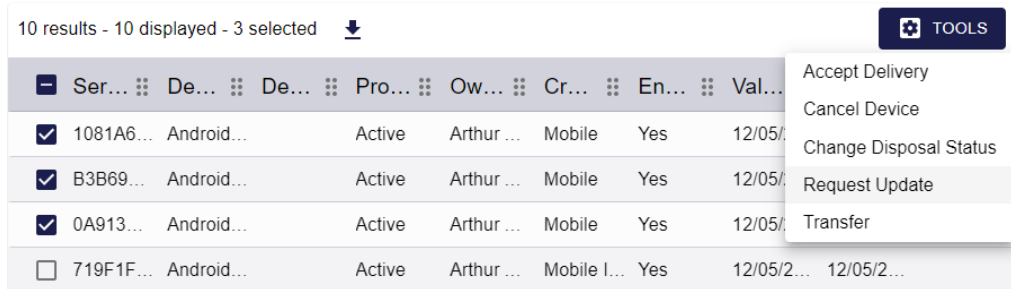 10 results - 10 displayed - 3 selected
TOOLS
Ser... De... De... Pro... Ow... Cr... En... Val...
1081A6... Android... Active Arthur ... Mobile Yes 12/05/
B3B69... Android... Active Arthur ... Mobile Yes 12/05/
0A913... Android... Active Arthur ... Mobile Yes 12/05/
719F1F... Android... Active Arthur ... Mobile I... Yes 12/05/2... 12/05/2...
Accept Delivery
Cancel Device
Change Disposal Status
Request Update
Transfer